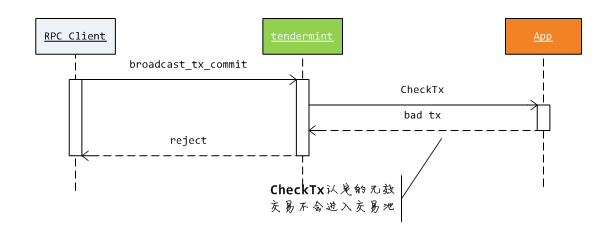 RPC Client
tendermint
App
broadcast_tx_commit
CheckTx
bad tx
reject
CheckTx认定的无效
交易不会进入交易池